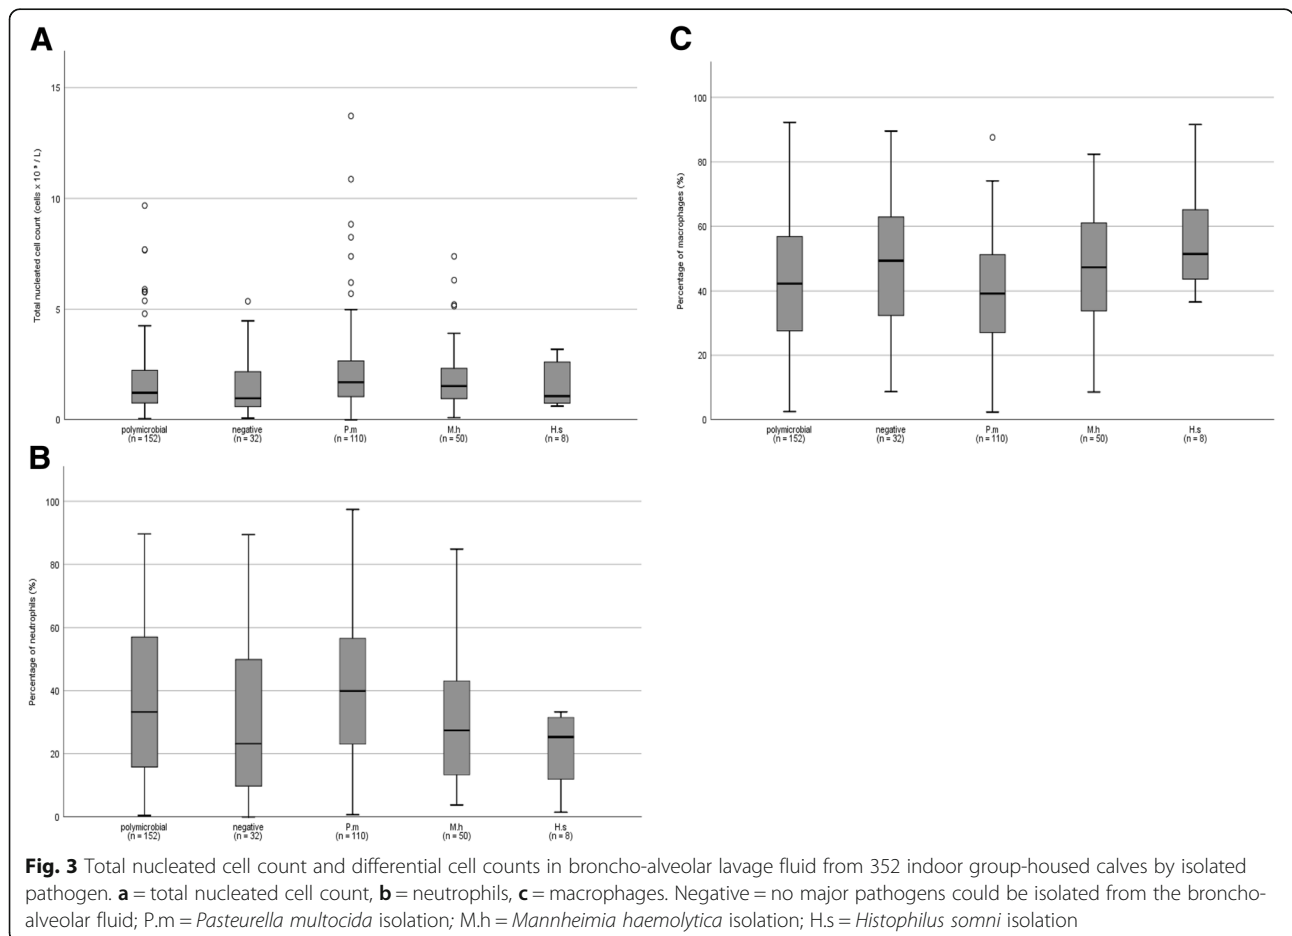 A
Total nucleated cell count (cells x 10 ⁹ / L)
15
10
5
0
polymicrobial negative P.m M.h H.s
(n = 152) (n = 32) (n = 110) (n = 50) (n = 8)
C
Percentage of macrophages (%)
100
80
60
40
20
0
polymicrobial negative P.m M.h H.s
(n = 152) (n = 32) (n = 110) (n = 50) (n = 8)
B
Percentage of neutrophils (%)
100
80
60
40
20
0
polymicrobial negative P.m M.h H.s
(n = 152) (n = 32) (n = 110) (n = 50) (n = 8)
Fig. 3 Total nucleated cell count and differential cell counts in broncho-alveolar lavage fluid from 352 indoor group-housed calves by isolated
pathogen. a = total nucleated cell count, b = neutrophils, c = macrophages. Negative = no major pathogens could be isolated from the broncho-
alveolar fluid; P.m = Pasteurella multocida isolation; M.h = Mannheimia haemolytica isolation; H.s = Histophilus somni isolation